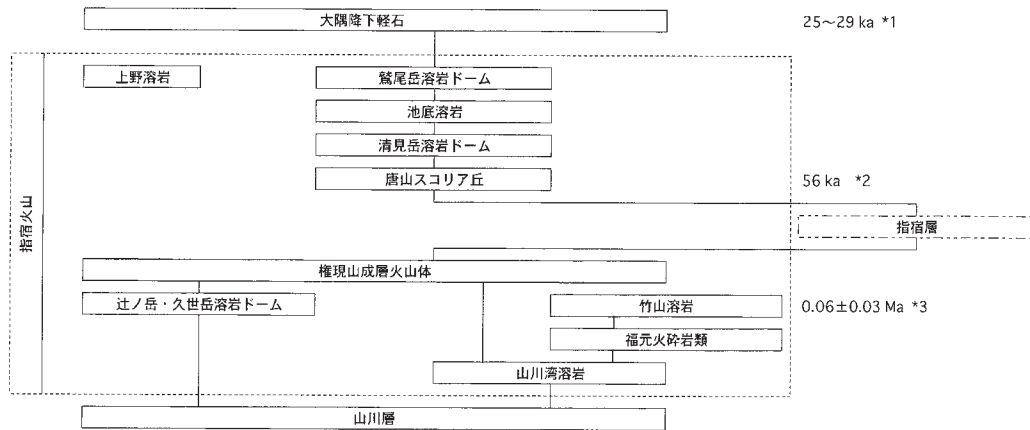 大隅降下軽石
25～29 ka *1
上野溶岩
鷲尾岳溶岩ドーム
池底溶岩
清見岳溶岩ドーム
唐山スコリア丘
56 ka *2
指宿層
指宿火山
権現山成層火山体
辻ノ岳・久世岳溶岩ドーム
竹山溶岩
0.06±0.03 Ma *3
福元火砕岩類
山川湾溶岩
山川層